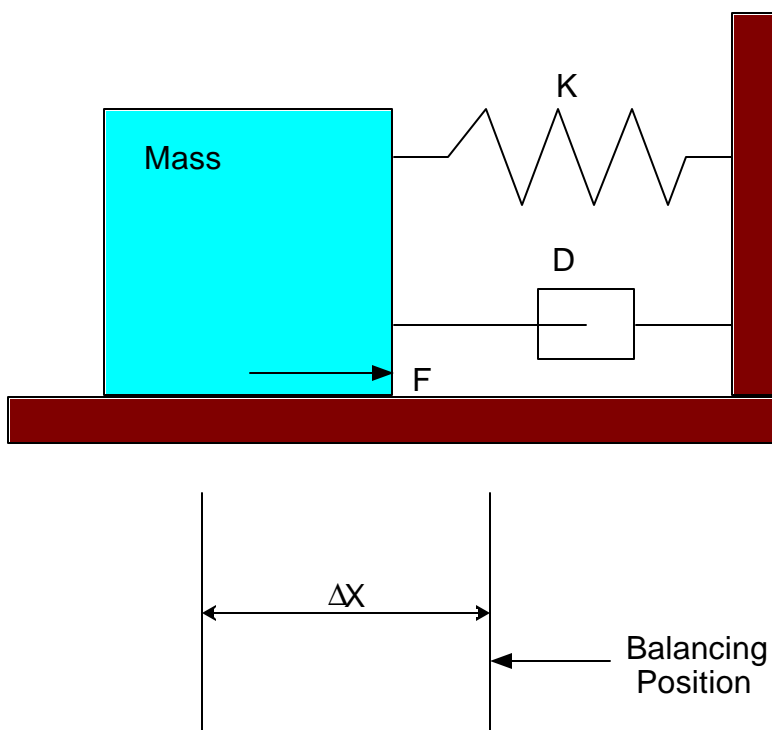 K
Mass
D
F
ΔX
Balancing
Position